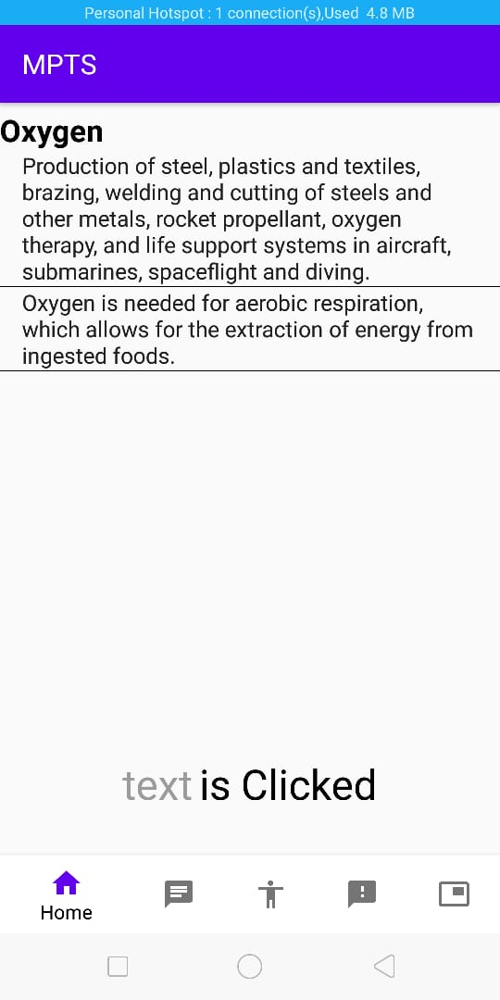 Personal Hotspot : 1 connection(s),Used  4.8 MB
MPTS
Oxygen
Production of steel, plastics and textiles,
brazing, welding and cutting of steels and
other metals, rocket propellant, oxygen
therapy, and life support systems in aircraft,
submarines, spaceflight and diving.
Oxygen is needed for aerobic respiration,
which allows for the extraction of energy from
ingested foods.
text is Clicked
Home